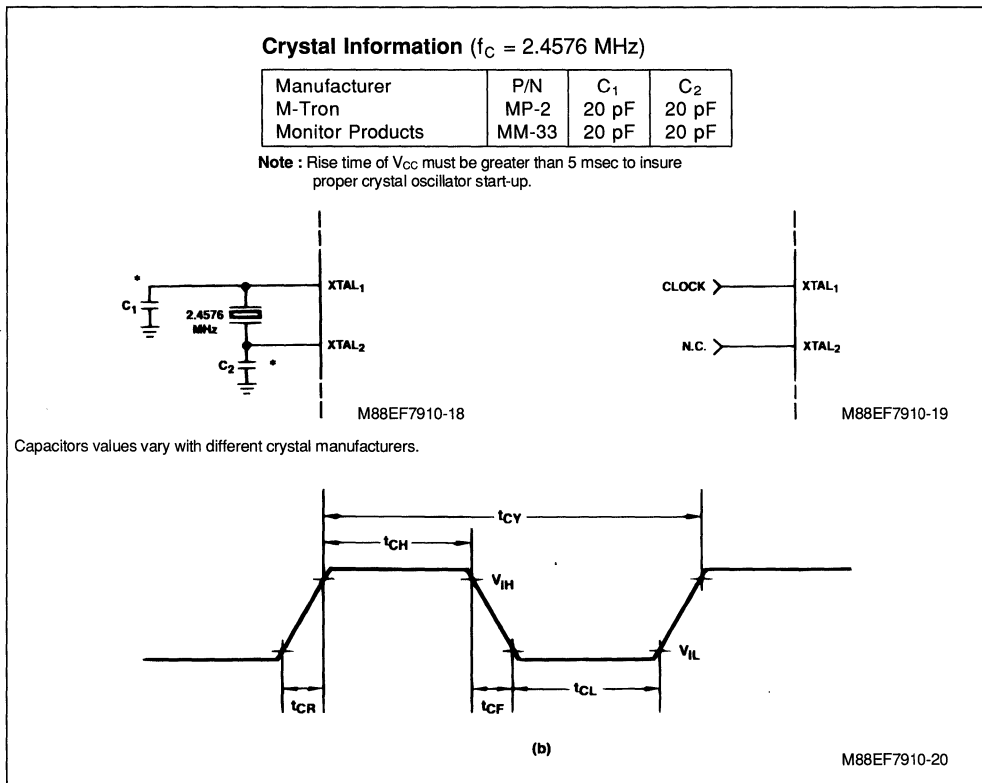 Crystal Information (fC = 2.4576 MHz)
Manufacturer P/N C1 C2
M-Tron MP-2 20 pF 20 pF
Monitor Products MM-33 20 pF 20 pF
Note : Rise time of VCC must be greater than 5 msec to insure
proper crystal oscillator start-up.
*
C1
2.4576
MHz
XTAL1
XTAL2
C2 *
M88EF7910-18
CLOCK
XTAL1
N.C.
XTAL2
M88EF7910-19
Capacitors values vary with different crystal manufacturers.
tCY
tCH
VIH
VIL
tCR
tCF
tCL
(b)
M88EF7910-20